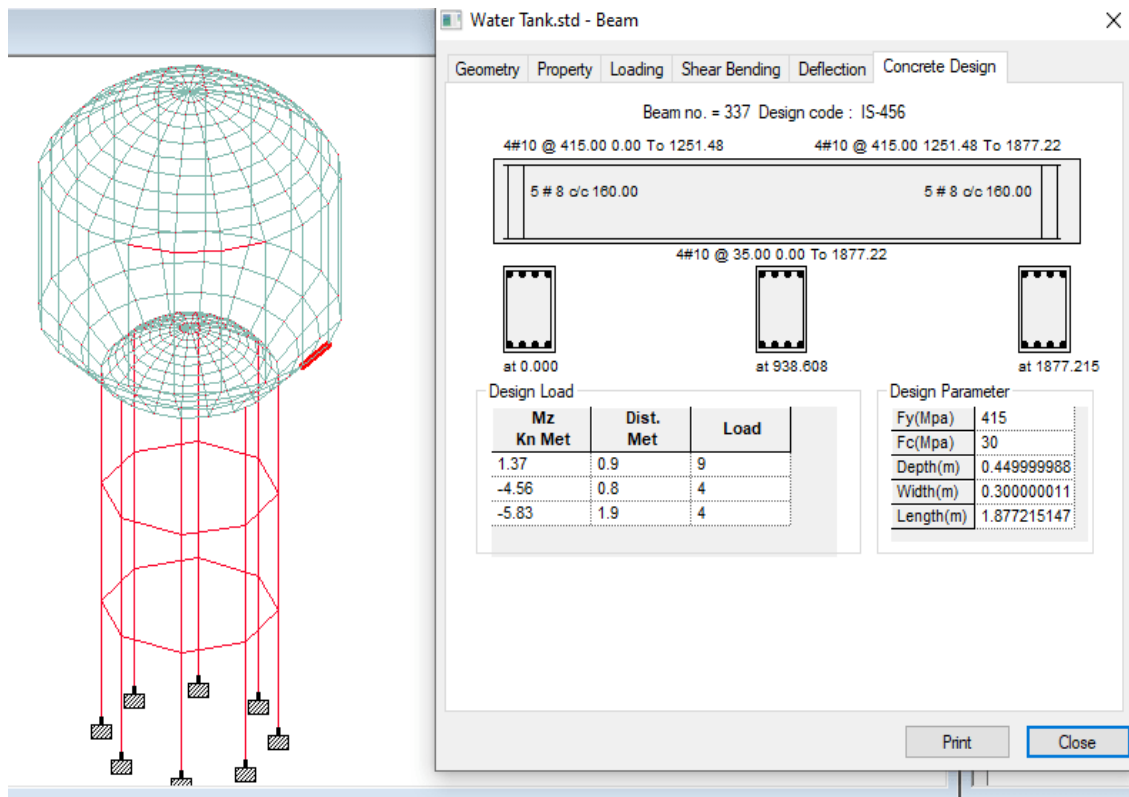 Water Tank.std - Beam
Geometry Property Loading Shear Bending Deflection Concrete Design
Beam no. = 337 Design code : IS-456
4#10 @ 415.00 0.00 To 1251.48 4#10 @ 415.00 1251.48 To 1877.22
5 # 8 c/c 160.00 5 # 8 c/c 160.00
4#10 @ 35.00 0.00 To 1877.22
at 0.000 at 938.608 at 1877.215
Design Load Design Parameter
Mz Kn Met Dist. Met Load
1.37 0.9 9
-4.56 0.8 4
-5.83 1.9 4
Fy(Mpa) 415
Fc(Mpa) 30
Depth(m) 0.449999988
Width(m) 0.300000011
Length(m) 1.877215147
Print Close